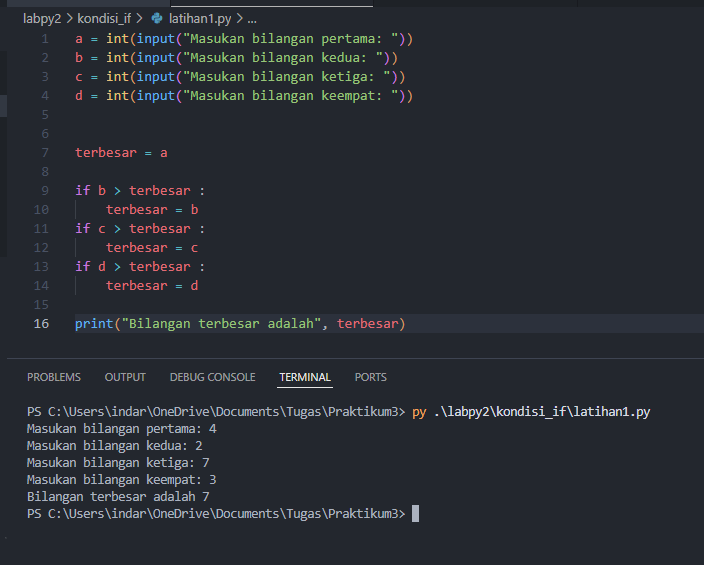 labpy2 > kondisi_if > latihan1.py > ...
1 a = int(input("Masukan bilangan pertama: "))
2 b = int(input("Masukan bilangan kedua: "))
3 c = int(input("Masukan bilangan ketiga: "))
4 d = int(input("Masukan bilangan keempat: "))
5
6
7 terbesar = a
8
9 if b > terbesar :
10     terbesar = b
11 if c > terbesar :
12     terbesar = c
13 if d > terbesar :
14     terbesar = d
15
16 print("Bilangan terbesar adalah", terbesar)
PROBLEMS OUTPUT DEBUG CONSOLE TERMINAL PORTS
PS C:\Users\indar\OneDrive\Documents\Tugas\Praktikum3> py .\labpy2\kondisi_if\latihan1.py
Masukan bilangan pertama: 4
Masukan bilangan kedua: 2
Masukan bilangan ketiga: 7
Masukan bilangan keempat: 3
Bilangan terbesar adalah 7
PS C:\Users\indar\OneDrive\Documents\Tugas\Praktikum3>